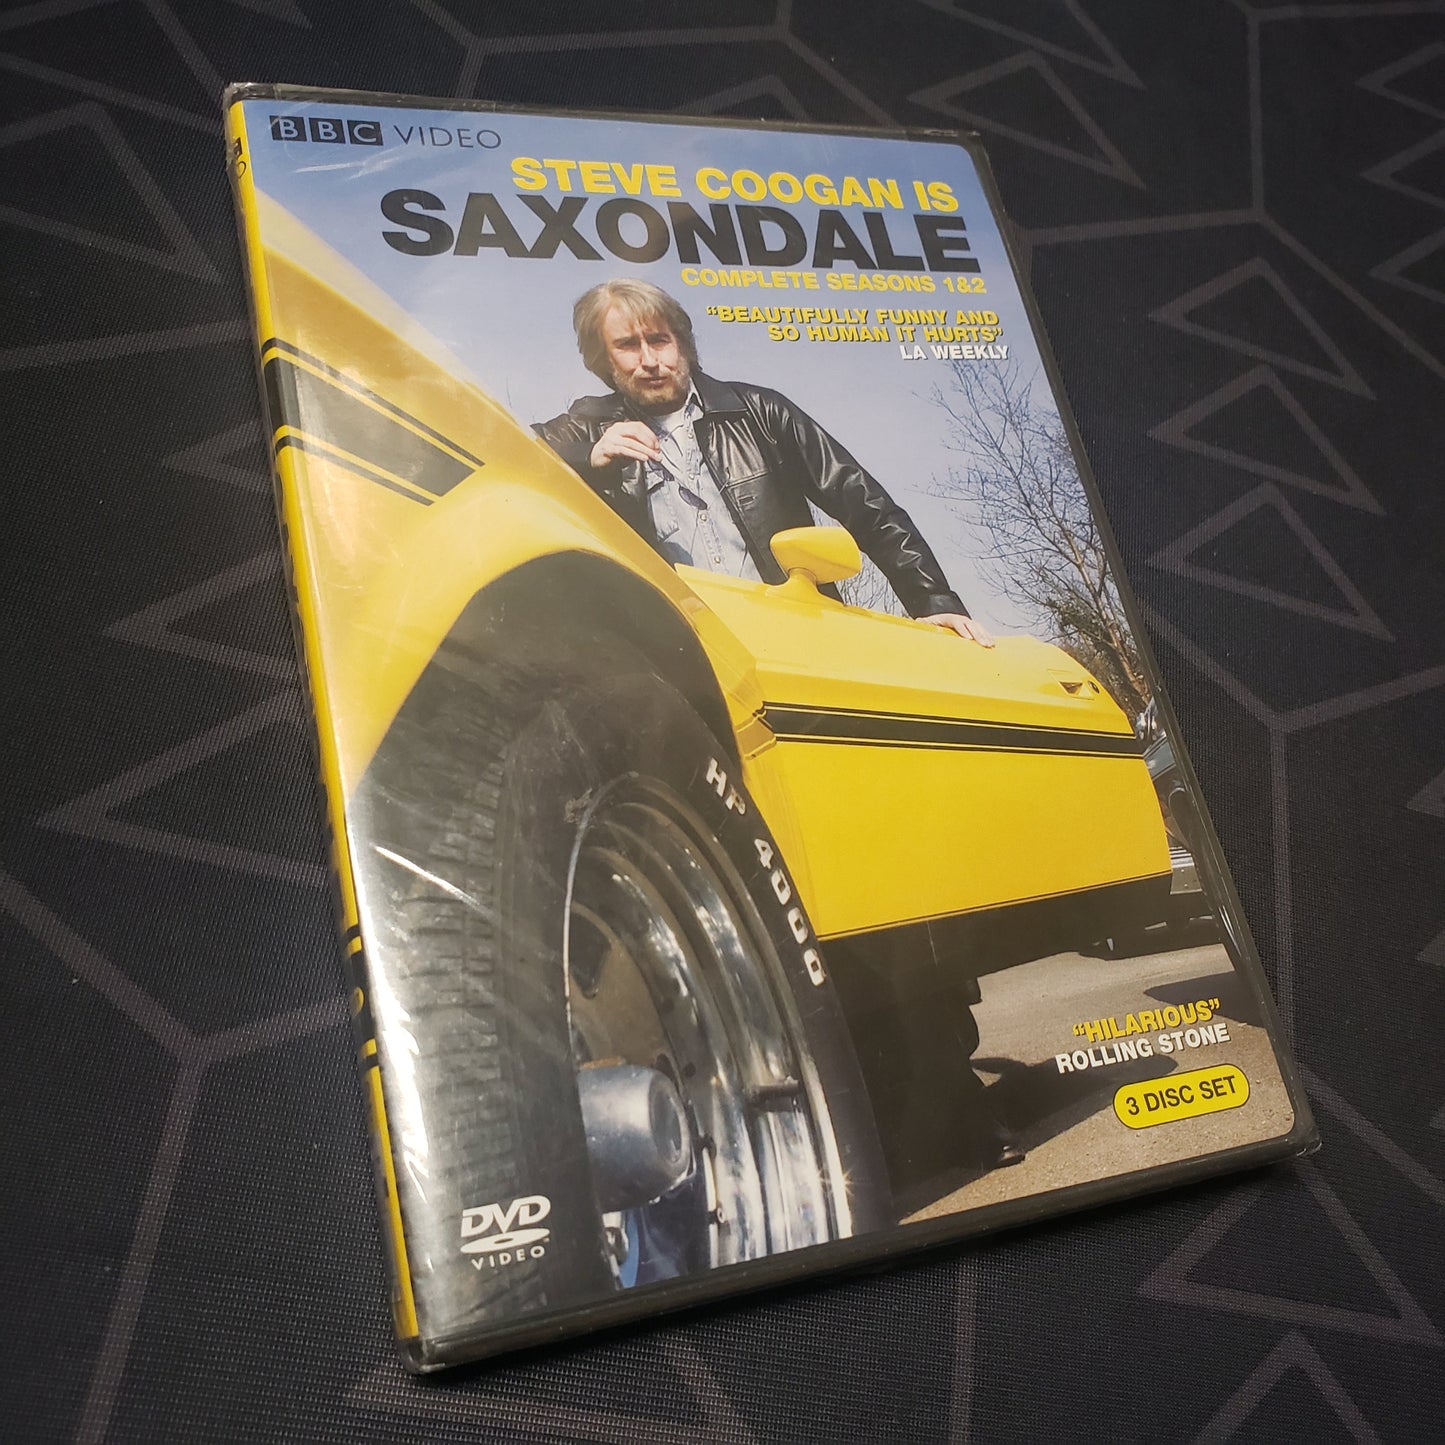 BBC VIDEO
STEVE COOGAN IS
SAXONDALE
COMPLETE SEASONS 1&2
"BEAUTIFULLY FUNNY AND
SO HUMAN IT HURTS"
LA WEEKLY
HP 4000
"HILARIOUS"
ROLLING STONE
3 DISC SET
DVD
VIDEO